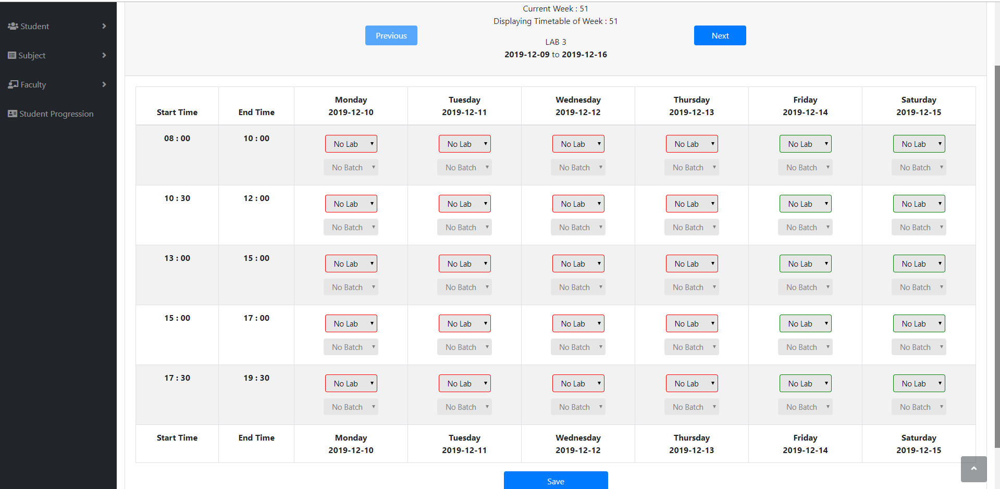 Student
Subject
Faculty
Student Progression
Current Week : 51
Displaying Timetable of Week : 51
Previous
Next
LAB 3
2019-12-09 to 2019-12-16
Start Time End Time Monday 2019-12-10 Tuesday 2019-12-11 Wednesday 2019-12-12 Thursday 2019-12-13 Friday 2019-12-14 Saturday 2019-12-15
08 : 00 10 : 00 No Lab No Lab No Lab No Lab No Lab No Lab
No Batch No Batch No Batch No Batch No Batch No Batch
10 : 30 12 : 00 No Lab No Lab No Lab No Lab No Lab No Lab
No Batch No Batch No Batch No Batch No Batch No Batch
13 : 00 15 : 00 No Lab No Lab No Lab No Lab No Lab No Lab
No Batch No Batch No Batch No Batch No Batch No Batch
15 : 00 17 : 00 No Lab No Lab No Lab No Lab No Lab No Lab
No Batch No Batch No Batch No Batch No Batch No Batch
17 : 30 19 : 30 No Lab No Lab No Lab No Lab No Lab No Lab
No Batch No Batch No Batch No Batch No Batch No Batch
Start Time End Time Monday 2019-12-10 Tuesday 2019-12-11 Wednesday 2019-12-12 Thursday 2019-12-13 Friday 2019-12-14 Saturday 2019-12-15
Save